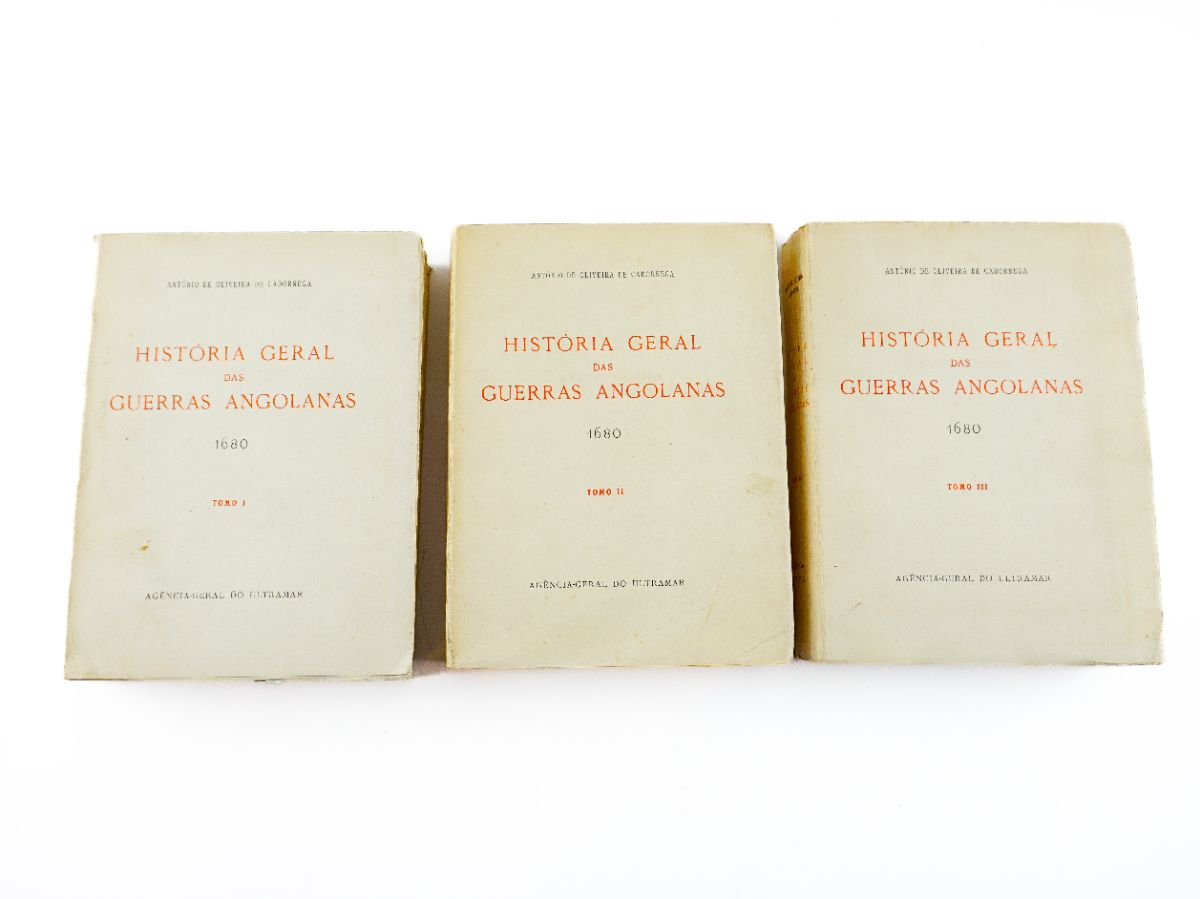 ANTÓNIO DE OLIVEIRA DE CADORNEGA
HISTÓRIA GERAL
DAS
GUERRAS ANGOLANAS
1680
TOMO I
AGÊNCIA-GERAL DO ULTRAMAR
ANTÓNIO DE OLIVEIRA DE CADORNEGA
HISTÓRIA GERAL
DAS
GUERRAS ANGOLANAS
1680
TOMO II
AGÊNCIA-GERAL DO ULTRAMAR
ANTÓNIO DE OLIVEIRA DE CADORNEGA
HISTÓRIA GERAL
DAS
GUERRAS ANGOLANAS
1680
TOMO III
AGÊNCIA-GERAL DO ULTRAMAR